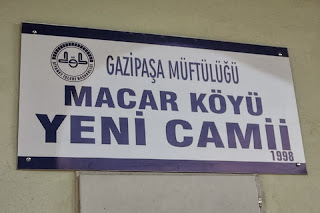 GAZİPAŞA MÜFTÜLÜĞÜ
MACAR KÖYÜ
YENİ CAMİİ
1998